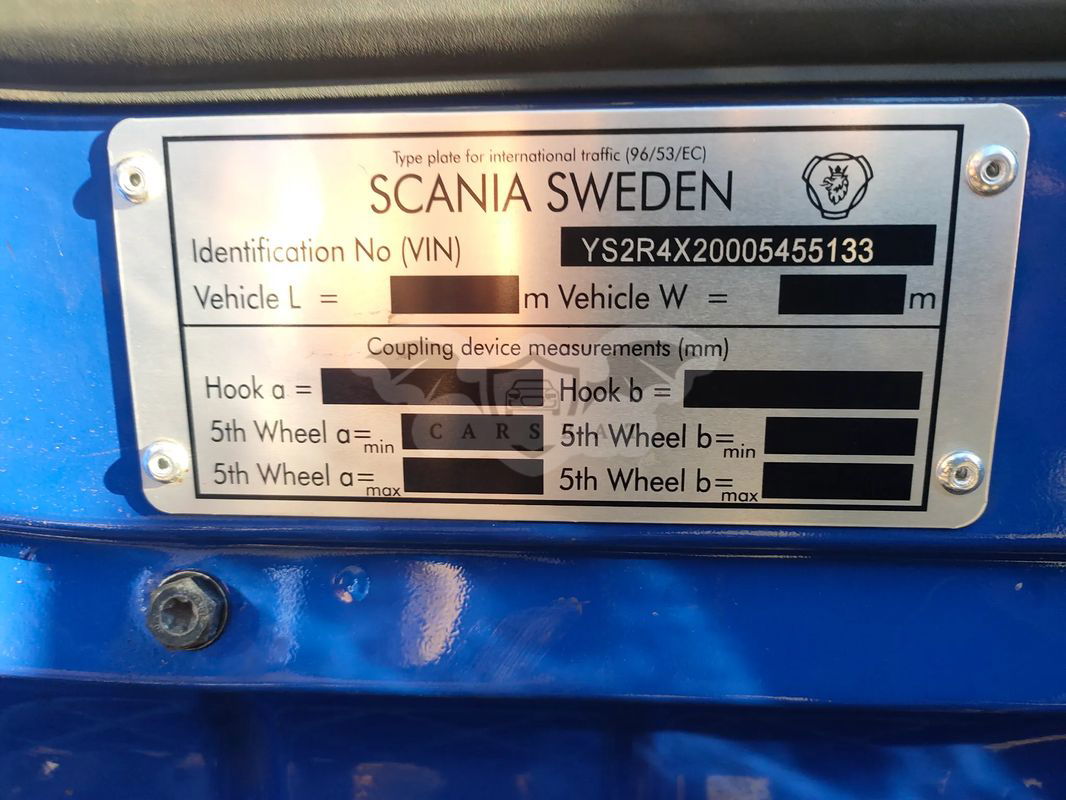 Type plate for international traffic (96/53/EC)
SCANIA SWEDEN
Identification No (VIN) YS2R4X20005455133
Vehicle L = m Vehicle W = m
Coupling device measurements (mm)
Hook a = Hook b =
5th Wheel a=min 5th Wheel b=min
5th Wheel a=max 5th Wheel b=max
CARS